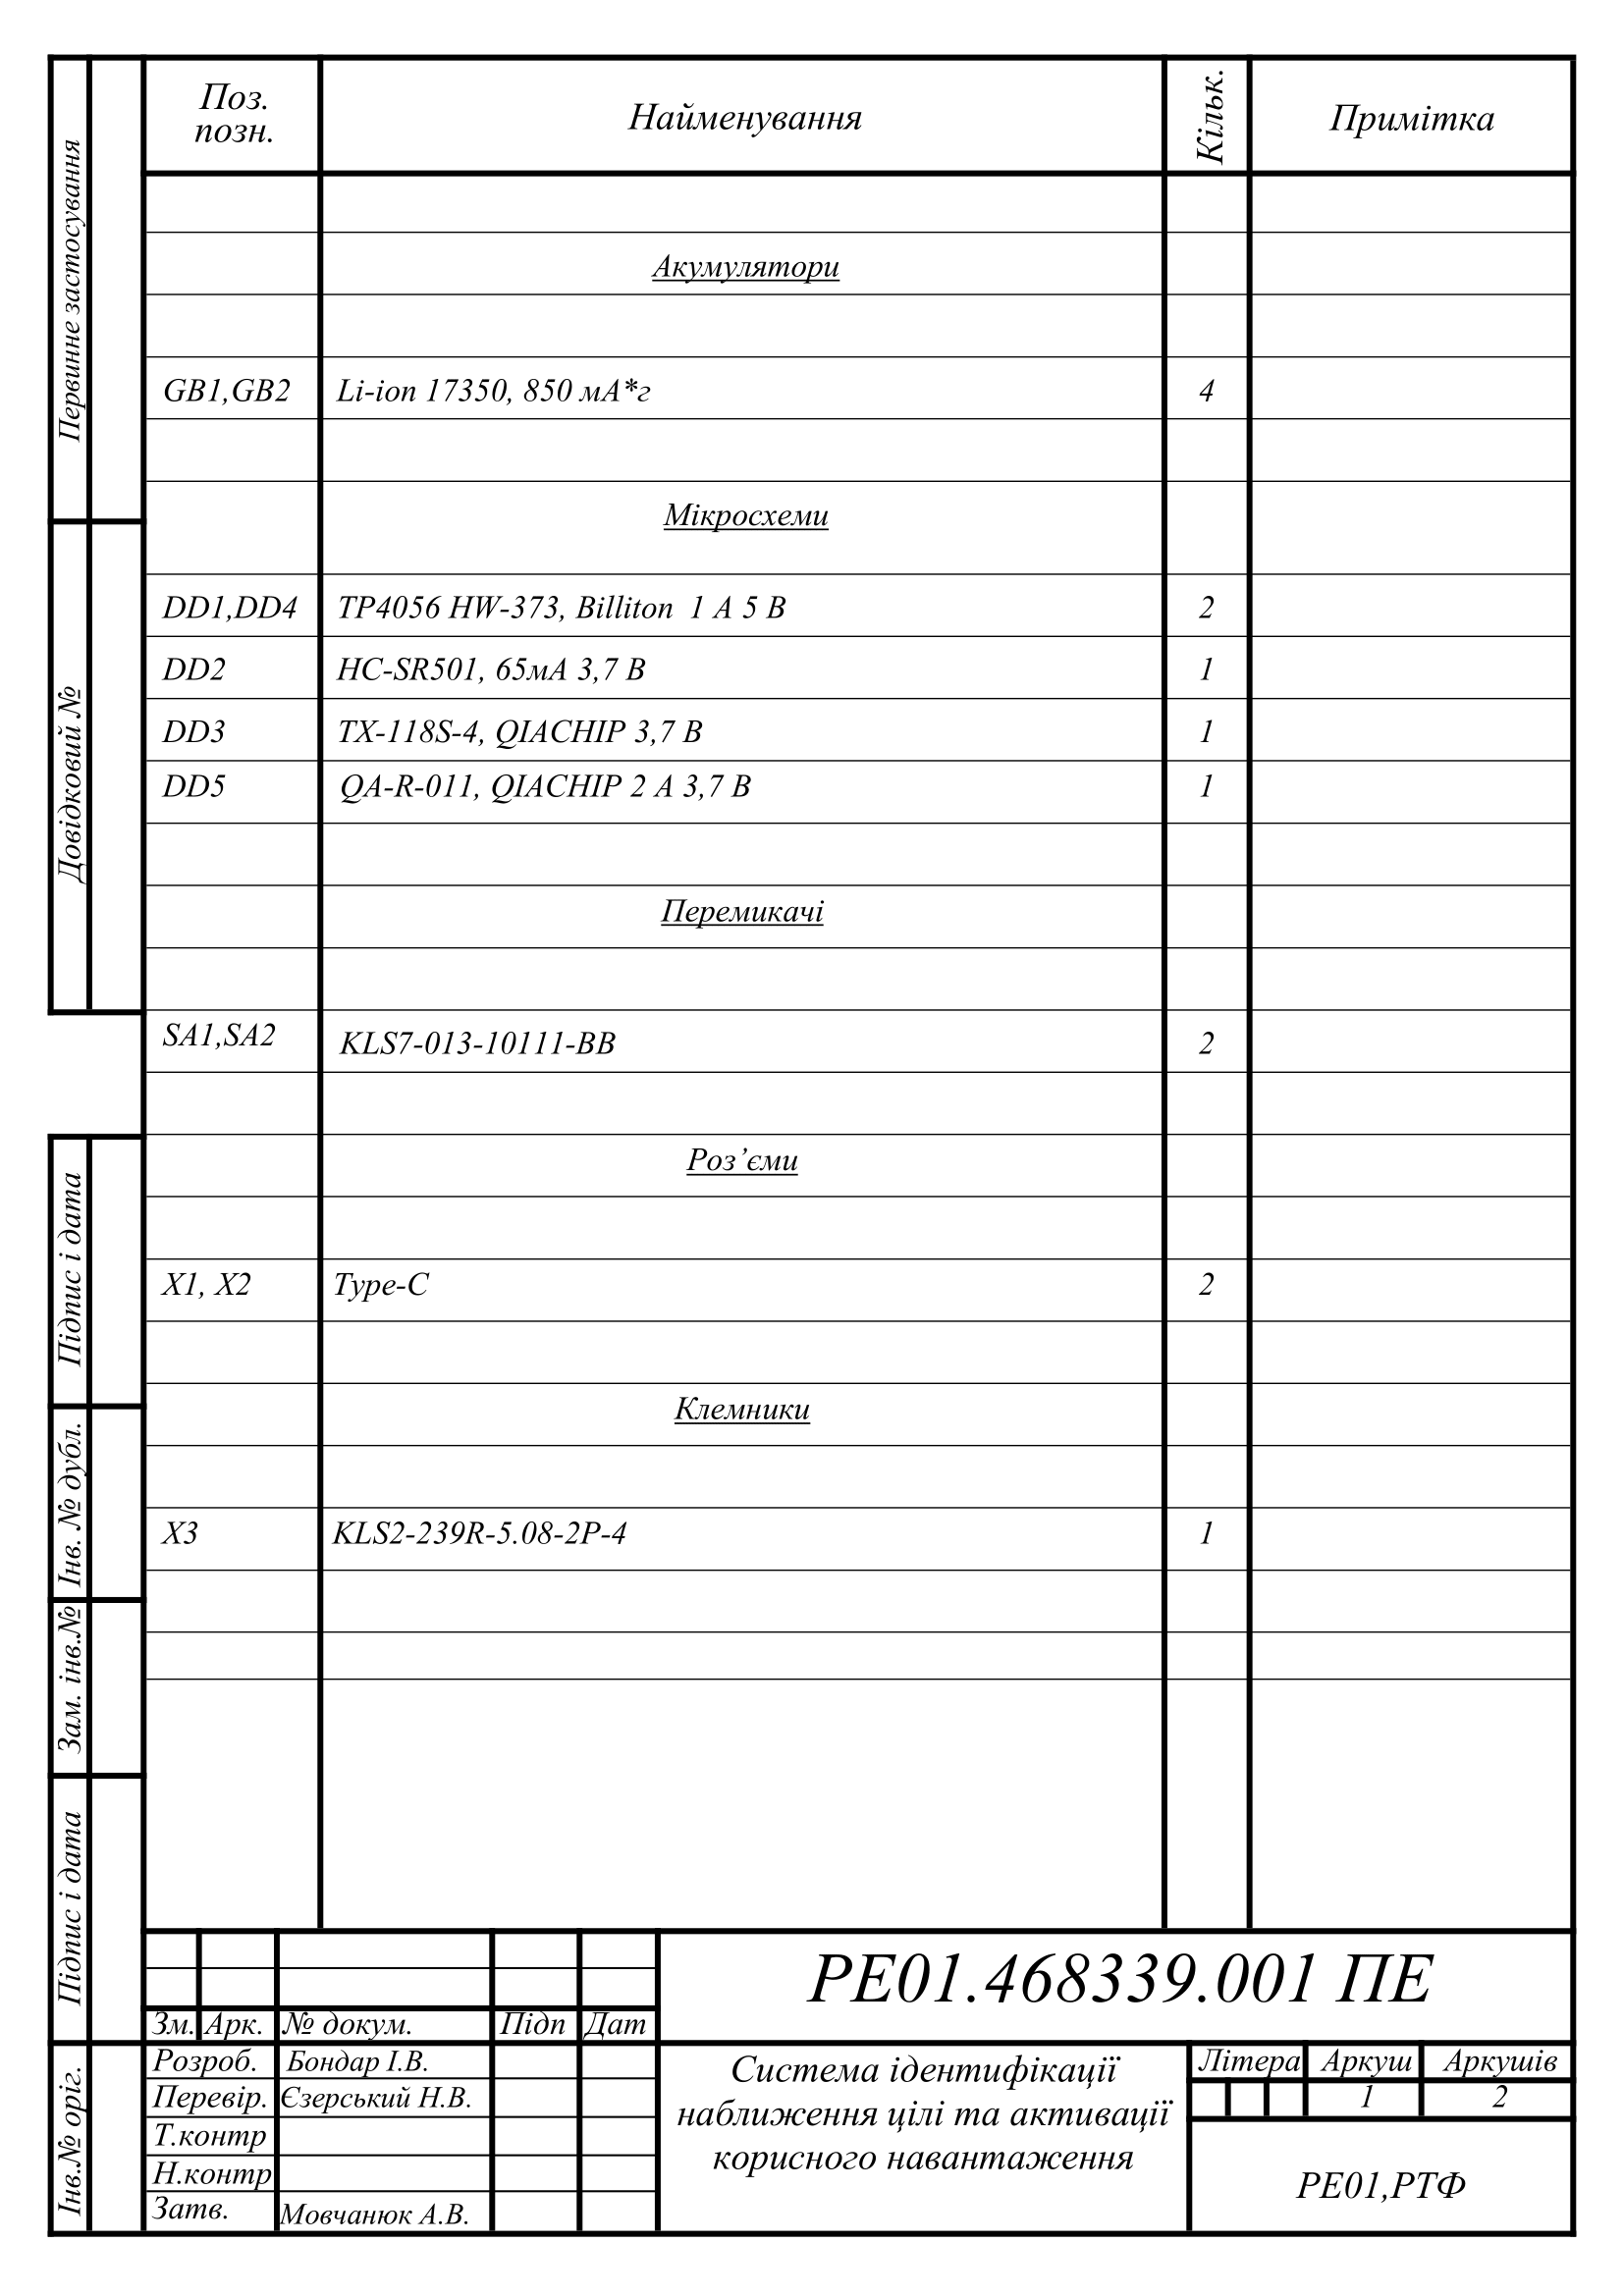 Поз. позн. Найменування Кільк. Примітка
Акумулятори
GB1,GB2 Li-ion 17350, 850 мА*г 4
Мікросхеми
DD1,DD4 TP4056 HW-373, Billiton 1 А 5 В 2
DD2 HC-SR501, 65мА 3,7 В 1
DD3 TX-118S-4, QIACHIP 3,7 В 1
DD5 QA-R-011, QIACHIP 2 А 3,7 В 1
Перемикачі
SA1,SA2 KLS7-013-10111-BB 2
Роз’єми
X1, X2 Type-C 2
Клемники
X3 KLS2-239R-5.08-2P-4 1
Первинне застосування
Довідковий №
Підпис і дата
Інв. № дубл.
Зам. інв.№
Підпис і дата
Інв.№ оріг.
РЕ01.468339.001 ПЕ
Зм. Арк. № докум. Підп Дат
Розроб. Бондар І.В.
Перевір. Єзерський Н.В.
Т.контр
Н.контр
Затв. Мовчанюк А.В.
Система ідентифікації
наближення цілі та активації
корисного навантаження
Літера Аркуш Аркушів
1 2
РЕ01,РТФ